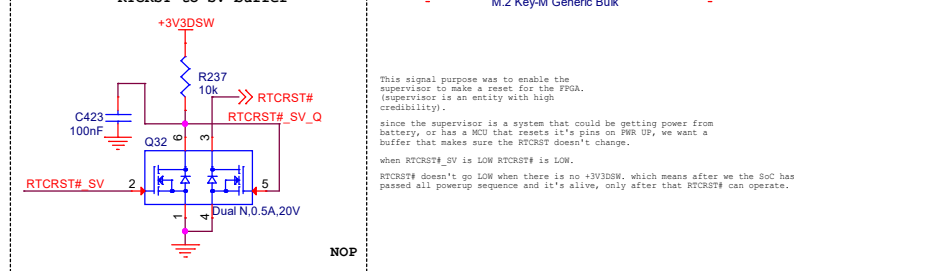 RTCRST to SV buffer
M.2 Key-M Generic Bulk
+3V3DSW
R237
10k
RTCRST#
C423
100nF
RTCRST#_SV_Q
Q32
6
3
RTCRST#_SV
2
5
1
4
Dual N,0.5A,20V
NOP
This signal purpose was to enable the
supervisor to make a reset for the FPGA.
(supervisor is an entity with high
credibility).
since the supervisor is a system that could be getting power from
battery, or has a MCU that resets it's pins on PWR UP, we want a
buffer that makes sure the RTCRST doesn't change.
when RTCRST#_SV is LOW RTCRST# is LOW.
RTCRST# doesn't go LOW when there is no +3V3DSW. which means after we the SoC has
passed all powerup sequence and it's alive, only after that RTCRST# can operate.